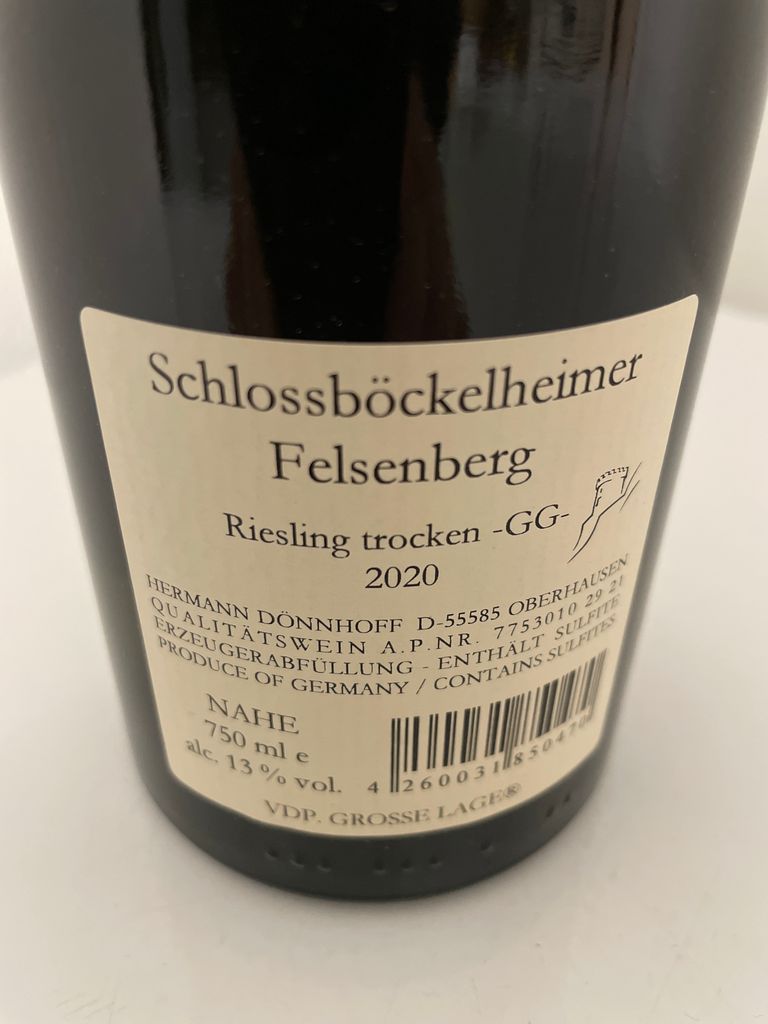 Schlossböckelheimer
Felsenberg
Riesling trocken -GG-
2020
HERMANN DÖNNHOFF D-55585 OBERHAUSEN
QUALITÄTSWEIN A.P.NR. 7753010 29 21
ERZEUGERABFÜLLUNG - ENTHÄLT SULFITE
PRODUCE OF GERMANY / CONTAINS SULFITES
NAHE
750 ml e
alc. 13 % vol.
4 260031 850470
VDP. GROSSE LAGE®